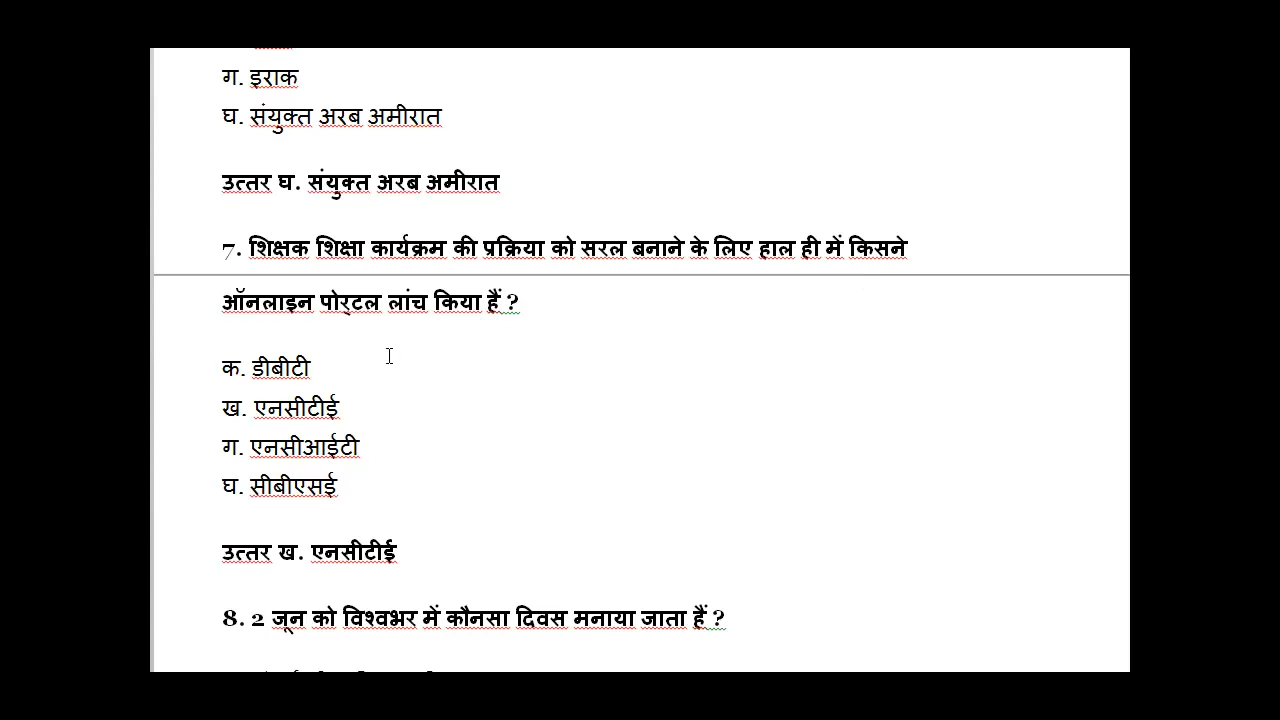 ग. इराक
घ. संयुक्त अरब अमीरात
उत्तर घ. संयुक्त अरब अमीरात
7. शिक्षक शिक्षा कार्यक्रम की प्रक्रिया को सरल बनाने के लिए हाल ही में किसने
ऑनलाइन पोर्टल लांच किया हैं ?
क. डीबीटी
ख. एनसीटीई
ग. एनसीआईटी
घ. सीबीएसई
उत्तर ख. एनसीटीई
8. 2 जून को विश्वभर में कौनसा दिवस मनाया जाता हैं ?